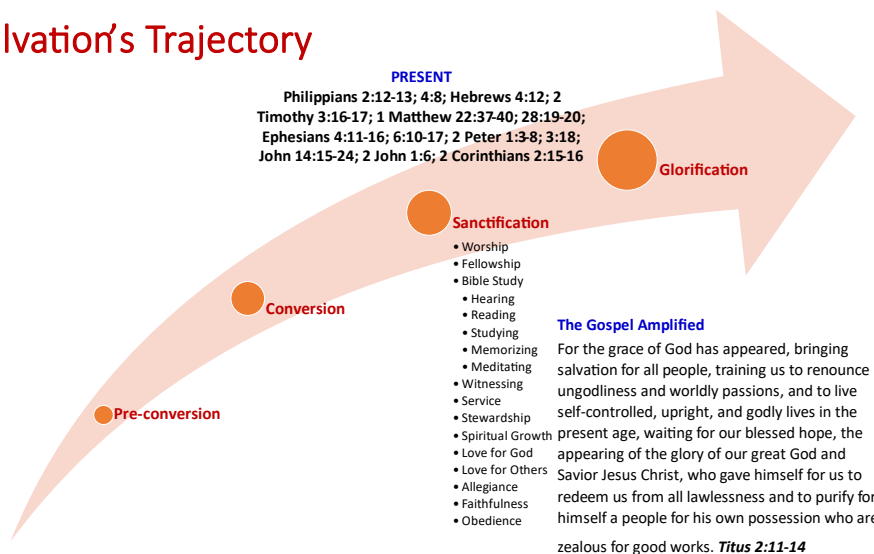 lvation's Trajectory
PRESENT
Philippians 2:12-13; 4:8; Hebrews 4:12; 2
Timothy 3:16-17; 1 Matthew 22:37-40; 28:19-20;
Ephesians 4:11-16; 6:10-17; 2 Peter 1:3-8; 3:18;
John 14:15-24; 2 John 1:6; 2 Corinthians 2:15-16
Glorification
Sanctification
• Worship
• Fellowship
• Bible Study
• Hearing
• Reading
• Studying
• Memorizing
• Meditating
• Witnessing
• Service
• Stewardship
• Spiritual Growth
• Love for God
• Love for Others
• Allegiance
• Faithfulness
• Obedience
Conversion
Pre-conversion
The Gospel Amplified
For the grace of God has appeared, bringing
salvation for all people, training us to renounce
ungodliness and worldly passions, and to live
self-controlled, upright, and godly lives in the
present age, waiting for our blessed hope, the
appearing of the glory of our great God and
Savior Jesus Christ, who gave himself for us to
redeem us from all lawlessness and to purify for
himself a people for his own possession who are
zealous for good works. Titus 2:11-14